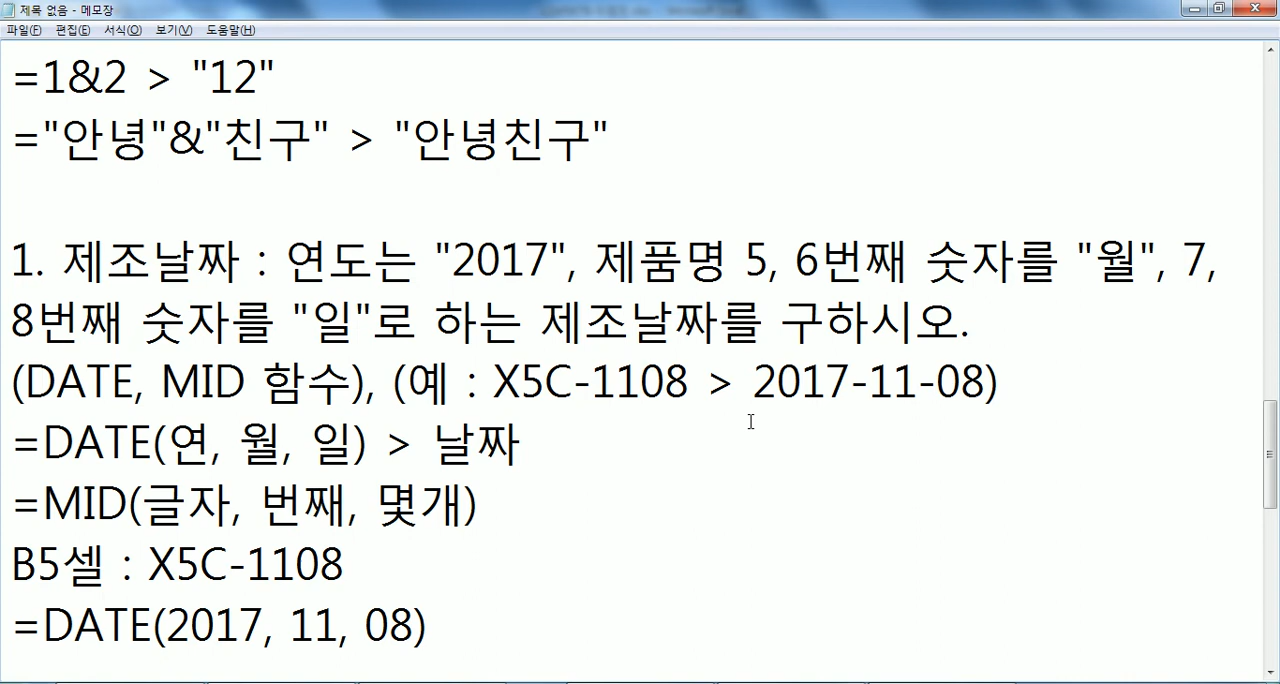 제목 없음 - 메모장
파일(F) 편집(E) 서식(O) 보기(V) 도움말(H)
=1&2 > "12"
="안녕"&"친구" > "안녕친구"
1. 제조날짜 : 연도는 "2017", 제품명 5, 6번째 숫자를 "월", 7,
8번째 숫자를 "일"로 하는 제조날짜를 구하시오.
(DATE, MID 함수), (예 : X5C-1108 > 2017-11-08)
=DATE(연, 월, 일) > 날짜
=MID(글자, 번째, 몇개)
B5셀 : X5C-1108
=DATE(2017, 11, 08)